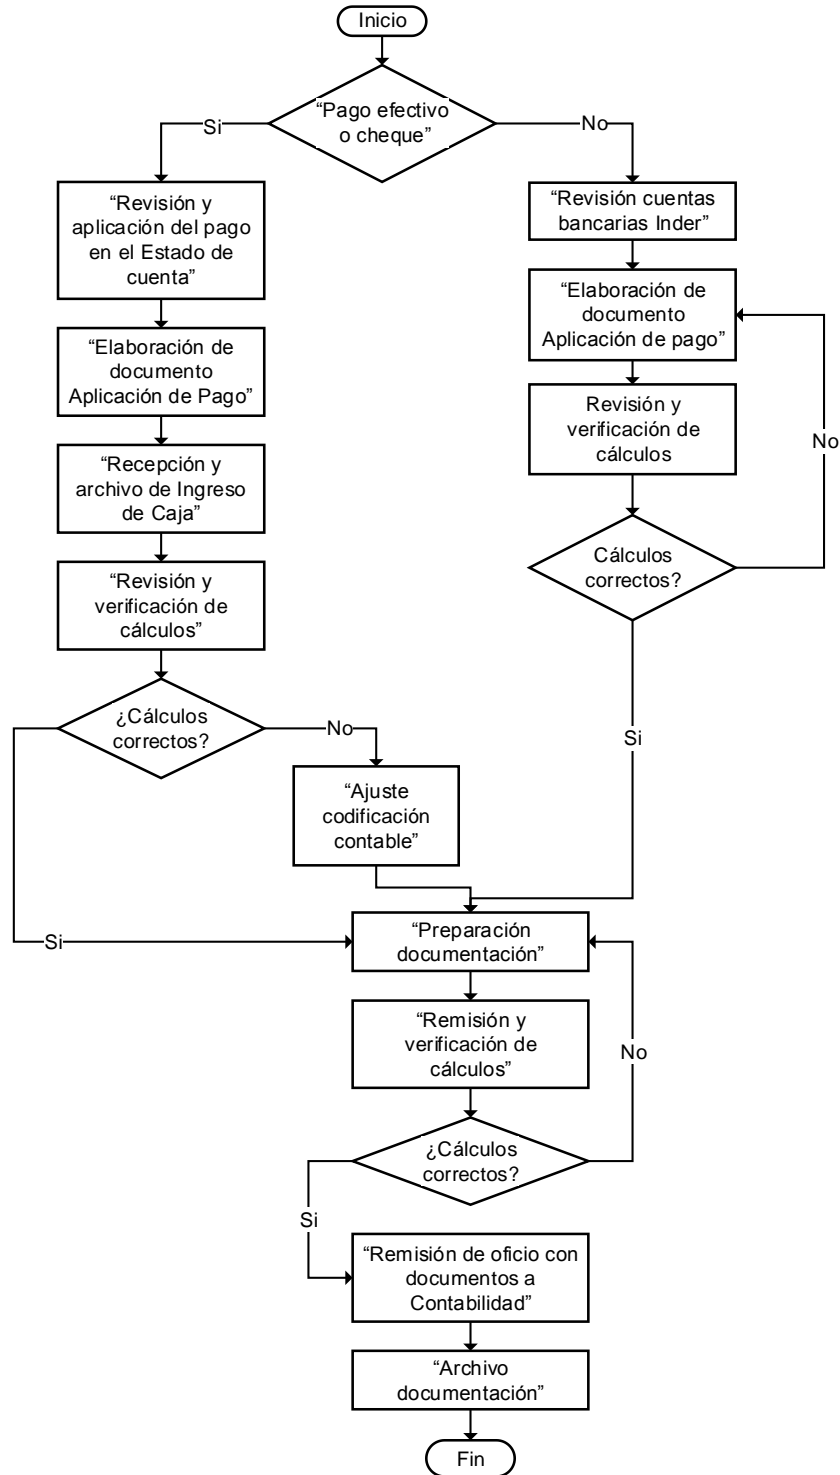 Inicio
“Pago efectivo
o cheque”
Si
No
“Revisión y
aplicación del pago
en el Estado de
cuenta”
“Revisión cuentas
bancarias Inder”
“Elaboración de
documento
Aplicación de Pago”
“Elaboración de
documento
Aplicación de pago”
“Recepción y
archivo de Ingreso
de Caja”
Revisión y
verificación de
cálculos
No
“Revisión y
verificación de
cálculos”
Cálculos
correctos?
¿Cálculos
correctos?
No
Si
“Ajuste
codificación
contable”
Si
“Preparación
documentación”
“Remisión y
verificación de
cálculos”
No
¿Cálculos
correctos?
Si
“Remisión de oficio con
documentos a
Contabilidad”
“Archivo
documentación”
Fin